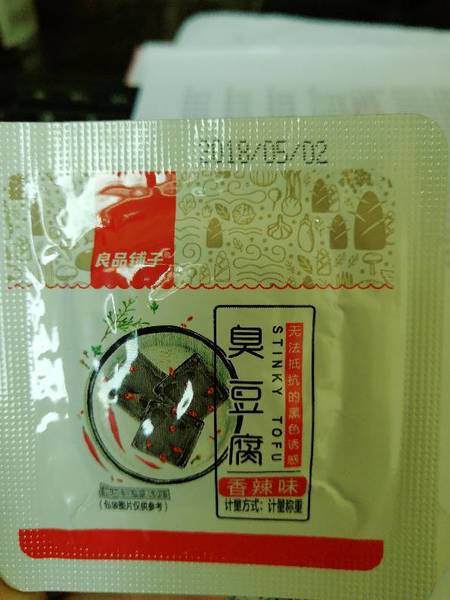 2018/05/02
良品铺子
无法抵抗的黑色诱惑
STINKY TOFU
臭豆腐
香辣味
计量方式：计量称重
（包装图片仅供参考）